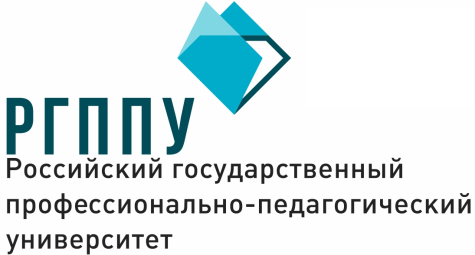 РГППУ
Российский государственный
профессионально-педагогический
университет